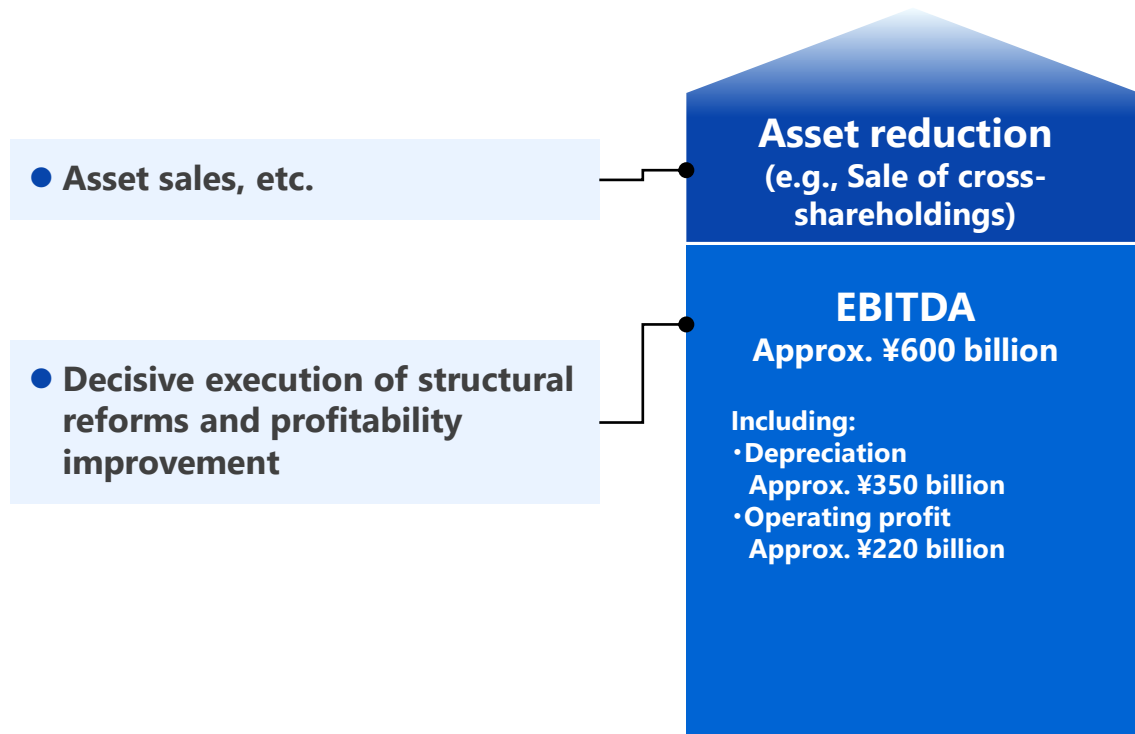 ● Asset sales, etc.
● Decisive execution of structural
reforms and profitability
improvement
Asset reduction
(e.g., Sale of cross-
shareholdings)
EBITDA
Approx. ¥600 billion
Including:
・Depreciation
Approx. ¥350 billion
・Operating profit
Approx. ¥220 billion